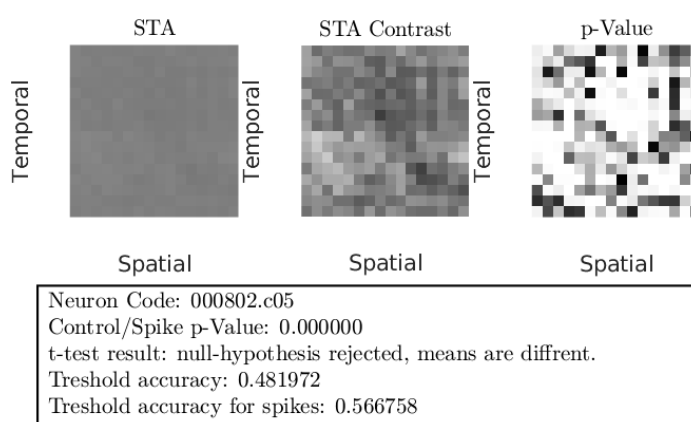 STA
STA Contrast
p-Value
Temporal
Temporal
Temporal
Spatial
Spatial
Spatial
Neuron Code: 000802.c05
Control/Spike p-Value: 0.000000
t-test result: null-hypothesis rejected, means are diffrent.
Treshold accuracy: 0.481972
Treshold accuracy for spikes: 0.566758